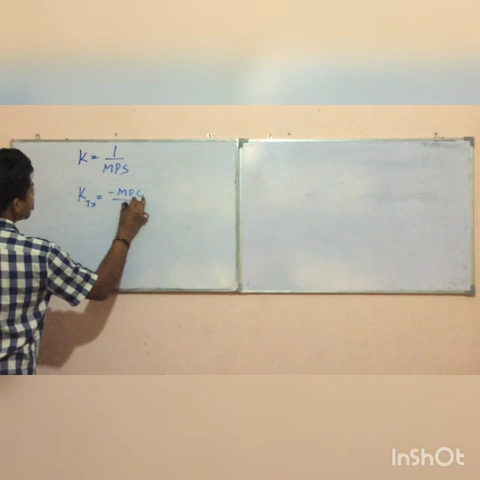 K = 1/MPS
K_Tx = -MPC/
InShOt